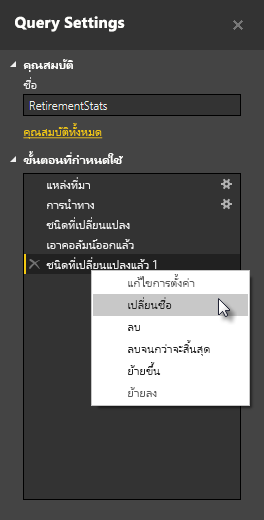 Query Settings
คุณสมบัติ
ชื่อ
RetirementStats
คุณสมบัติทั้งหมด
ขั้นตอนที่กำหนดใช้
แหล่งที่มา
การนำทาง
ชนิดที่เปลี่ยนแปลง
เอาคอลัมน์ออกแล้ว
ชนิดที่เปลี่ยนแปลงแล้ว 1
แก้ไขการตั้งค่า
เปลี่ยนชื่อ
ลบ
ลบจนกว่าจะสิ้นสุด
ย้ายขึ้น
ย้ายลง